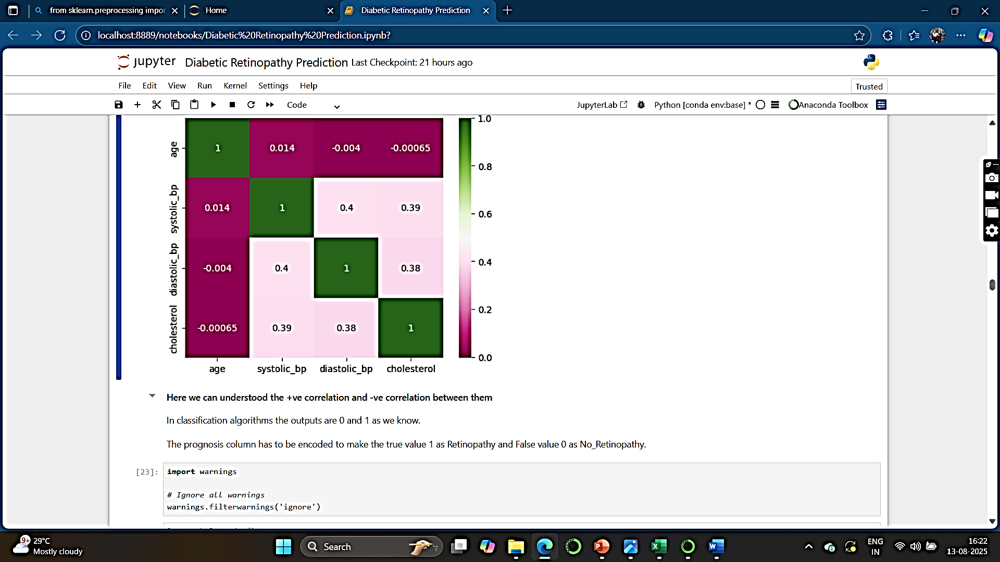 from sklearn.preprocessing impor
Home
Diabetic Retinopathy Prediction
localhost:8889/notebooks/Diabetic%20Retinopathy%20Prediction.ipynb?
jupyter Diabetic Retinopathy Prediction Last Checkpoint: 21 hours ago
File Edit View Run Kernel Settings Help
Trusted
Code
JupyterLab
Python [conda env:base] *
Anaconda Toolbox
age 1 0.014 -0.004 -0.00065
systolic_bp 0.014 1 0.4 0.39
diastolic_bp -0.004 0.4 1 0.38
cholesterol -0.00065 0.39 0.38 1
age systolic_bp diastolic_bp cholesterol
1.0
0.8
0.6
0.4
0.2
0.0
Here we can understood the +ve correlation and -ve correlation between them
In classification algorithms the outputs are 0 and 1 as we know.
The prognosis column has to be encoded to make the true value 1 as Retinopathy and False value 0 as No_Retinopathy.
[23]: import warnings
# Ignore all warnings
warnings.filterwarnings('ignore')
9+
29°C
Mostly cloudy
Search
ENG
IN
16:22
13-08-2025